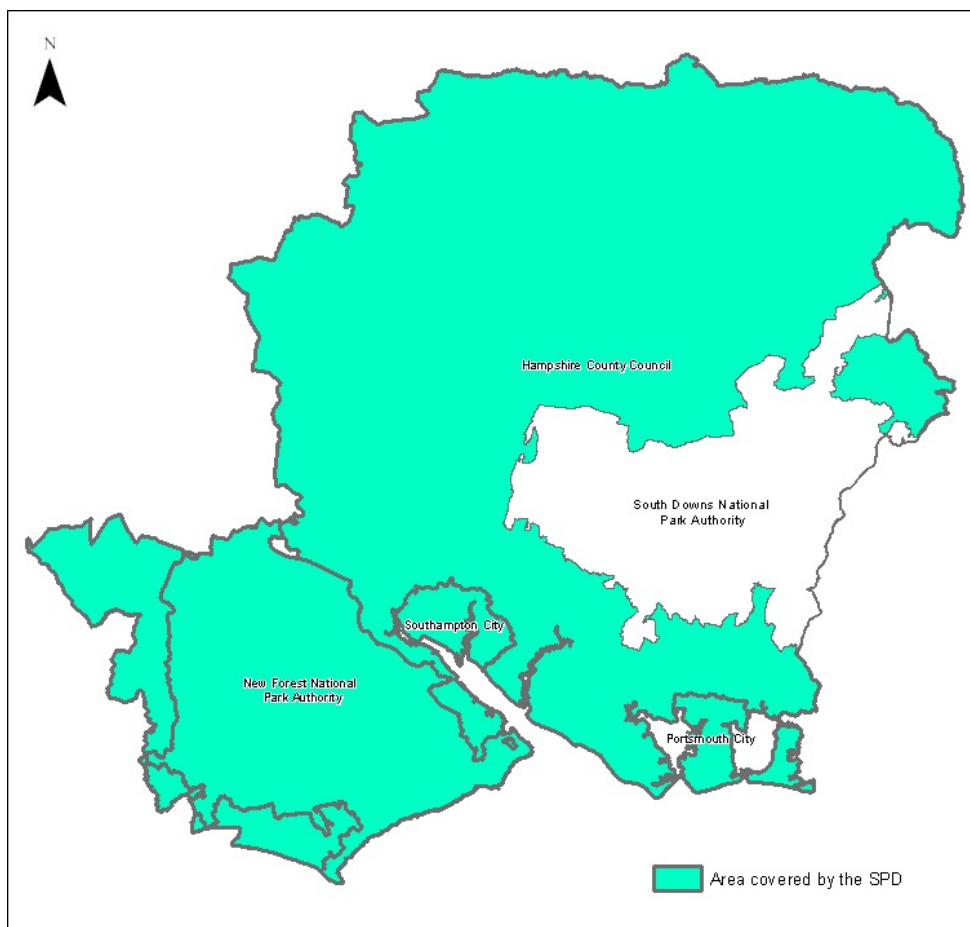 N
Hampshire County Council
South Downs National
Park Authority
Southampton City
New Forest National
Park Authority
Portsmouth City
Area covered by the SPD